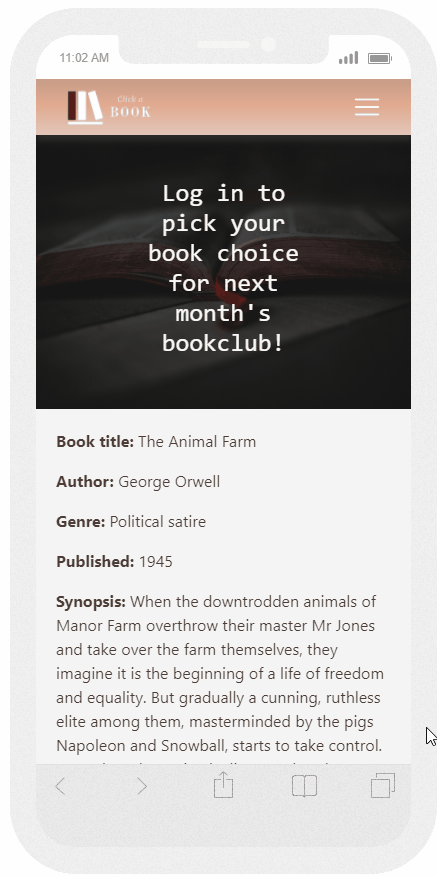 11:02 AM
Click a
BOOK
Log in to
pick your
book choice
for next
month's
bookclub!
Book title: The Animal Farm
Author: George Orwell
Genre: Political satire
Published: 1945
Synopsis: When the downtrodden animals of
Manor Farm overthrow their master Mr Jones
and take over the farm themselves, they
imagine it is the beginning of a life of freedom
and equality. But gradually a cunning, ruthless
elite among them, masterminded by the pigs
Napoleon and Snowball, starts to take control.